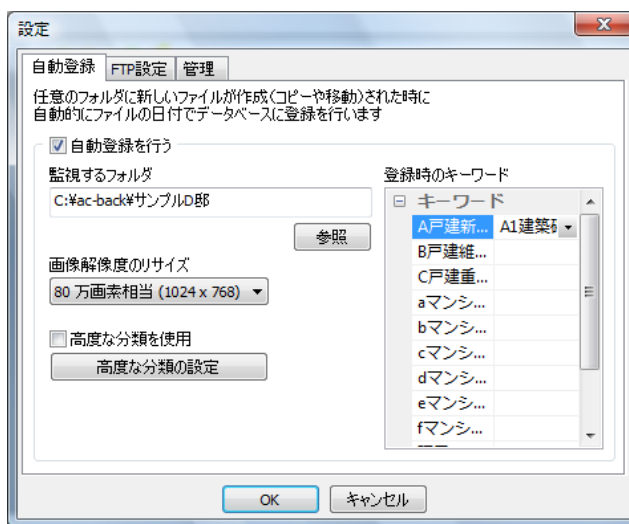 設定
自動登録 FTP設定 管理
任意のフォルダに新しいファイルが作成(コピーや移動)された時に
自動的にファイルの日付でデータベースに登録を行います
自動登録を行う
監視するフォルダ
C:¥ac-back¥サンプルD邸
参照
画像解像度のリサイズ
80 万画素相当 (1024 x 768)
高度な分類を使用
高度な分類の設定
登録時のキーワード
キーワード
A戸建新... A1建築
B戸建維...
C戸建重...
aマンシ...
bマンシ...
cマンシ...
dマンシ...
eマンシ...
fマンシ...
OK キャンセル